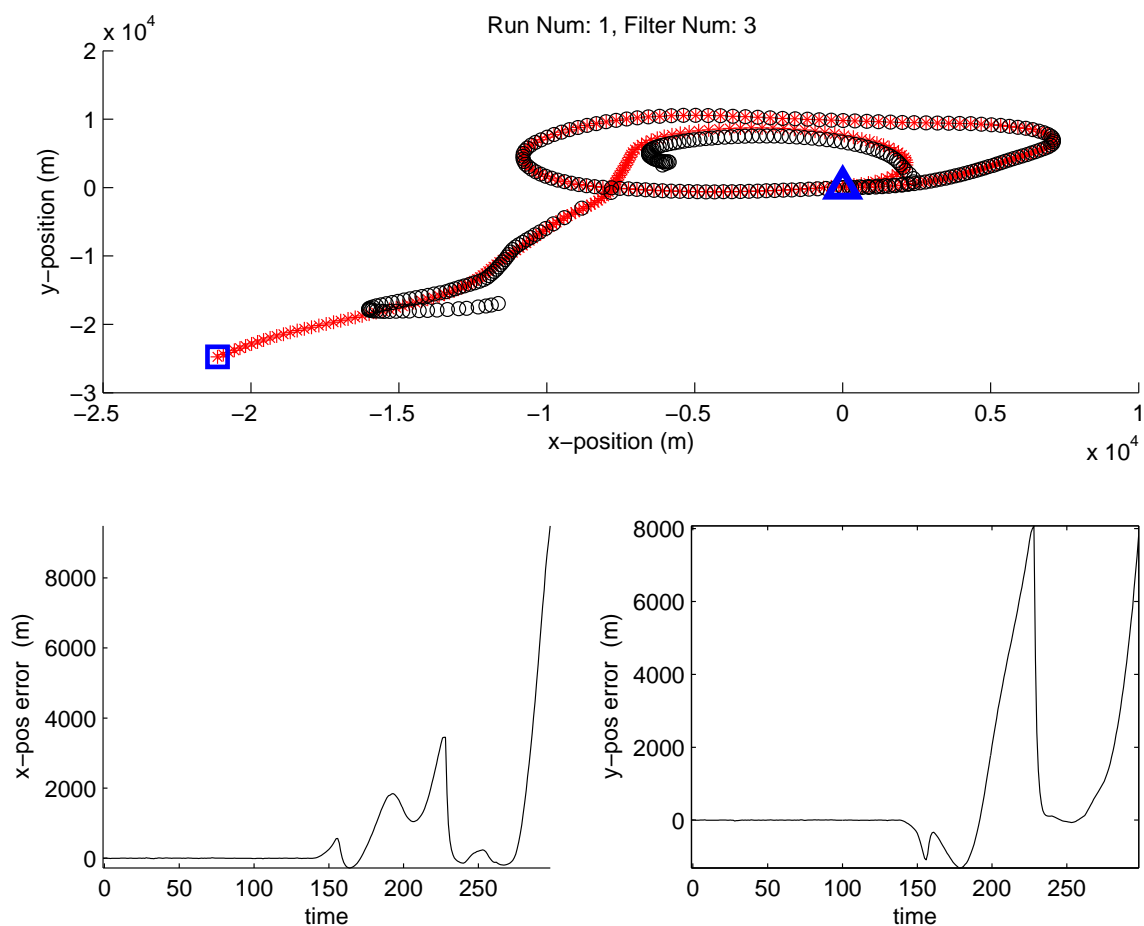 Run Num: 1, Filter Num: 3
x 10^4
2
1
0
−1
−2
−3
y−position (m)
−2.5 −2 −1.5 −1 −0.5 0 0.5 1
x−position (m)
x 10^4
8000
6000
4000
2000
0
x−pos error (m)
0 50 100 150 200 250
time
8000
6000
4000
2000
0
y−pos error (m)
0 50 100 150 200 250
time